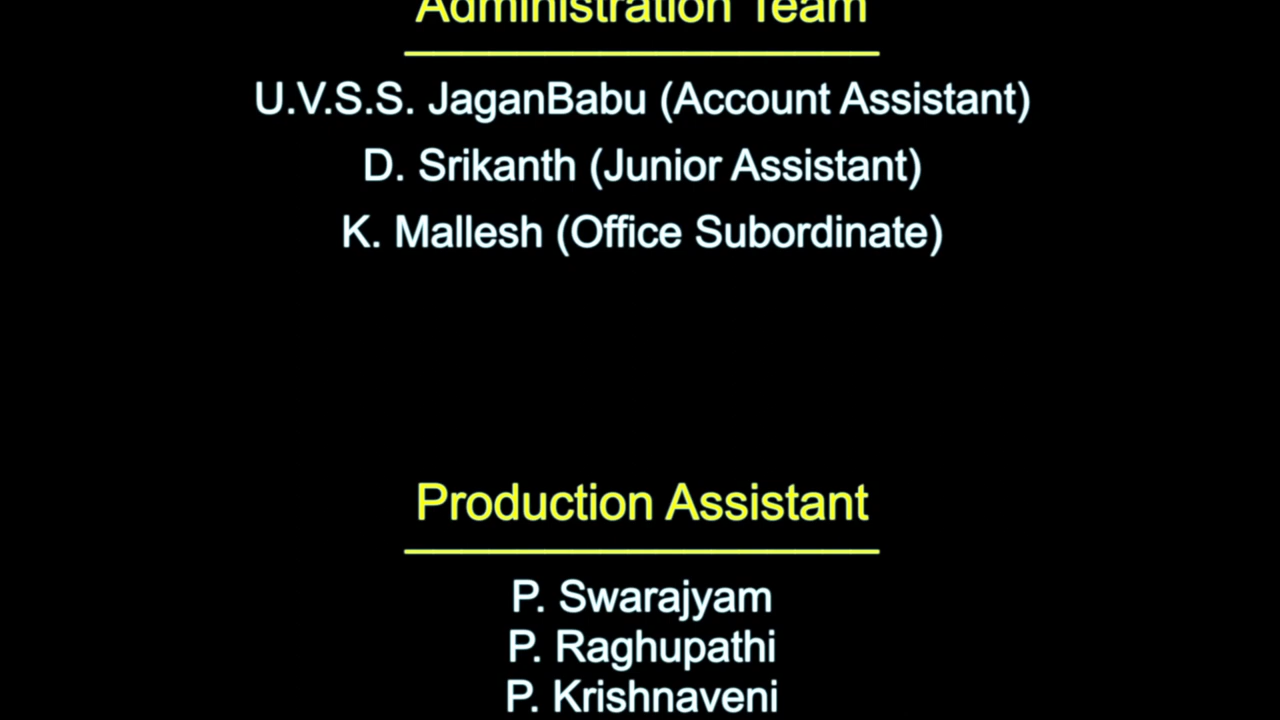 Administration Team
U.V.S.S. JaganBabu (Account Assistant)
D. Srikanth (Junior Assistant)
K. Mallesh (Office Subordinate)
Production Assistant
P. Swarajyam
P. Raghupathi
P. Krishnaveni